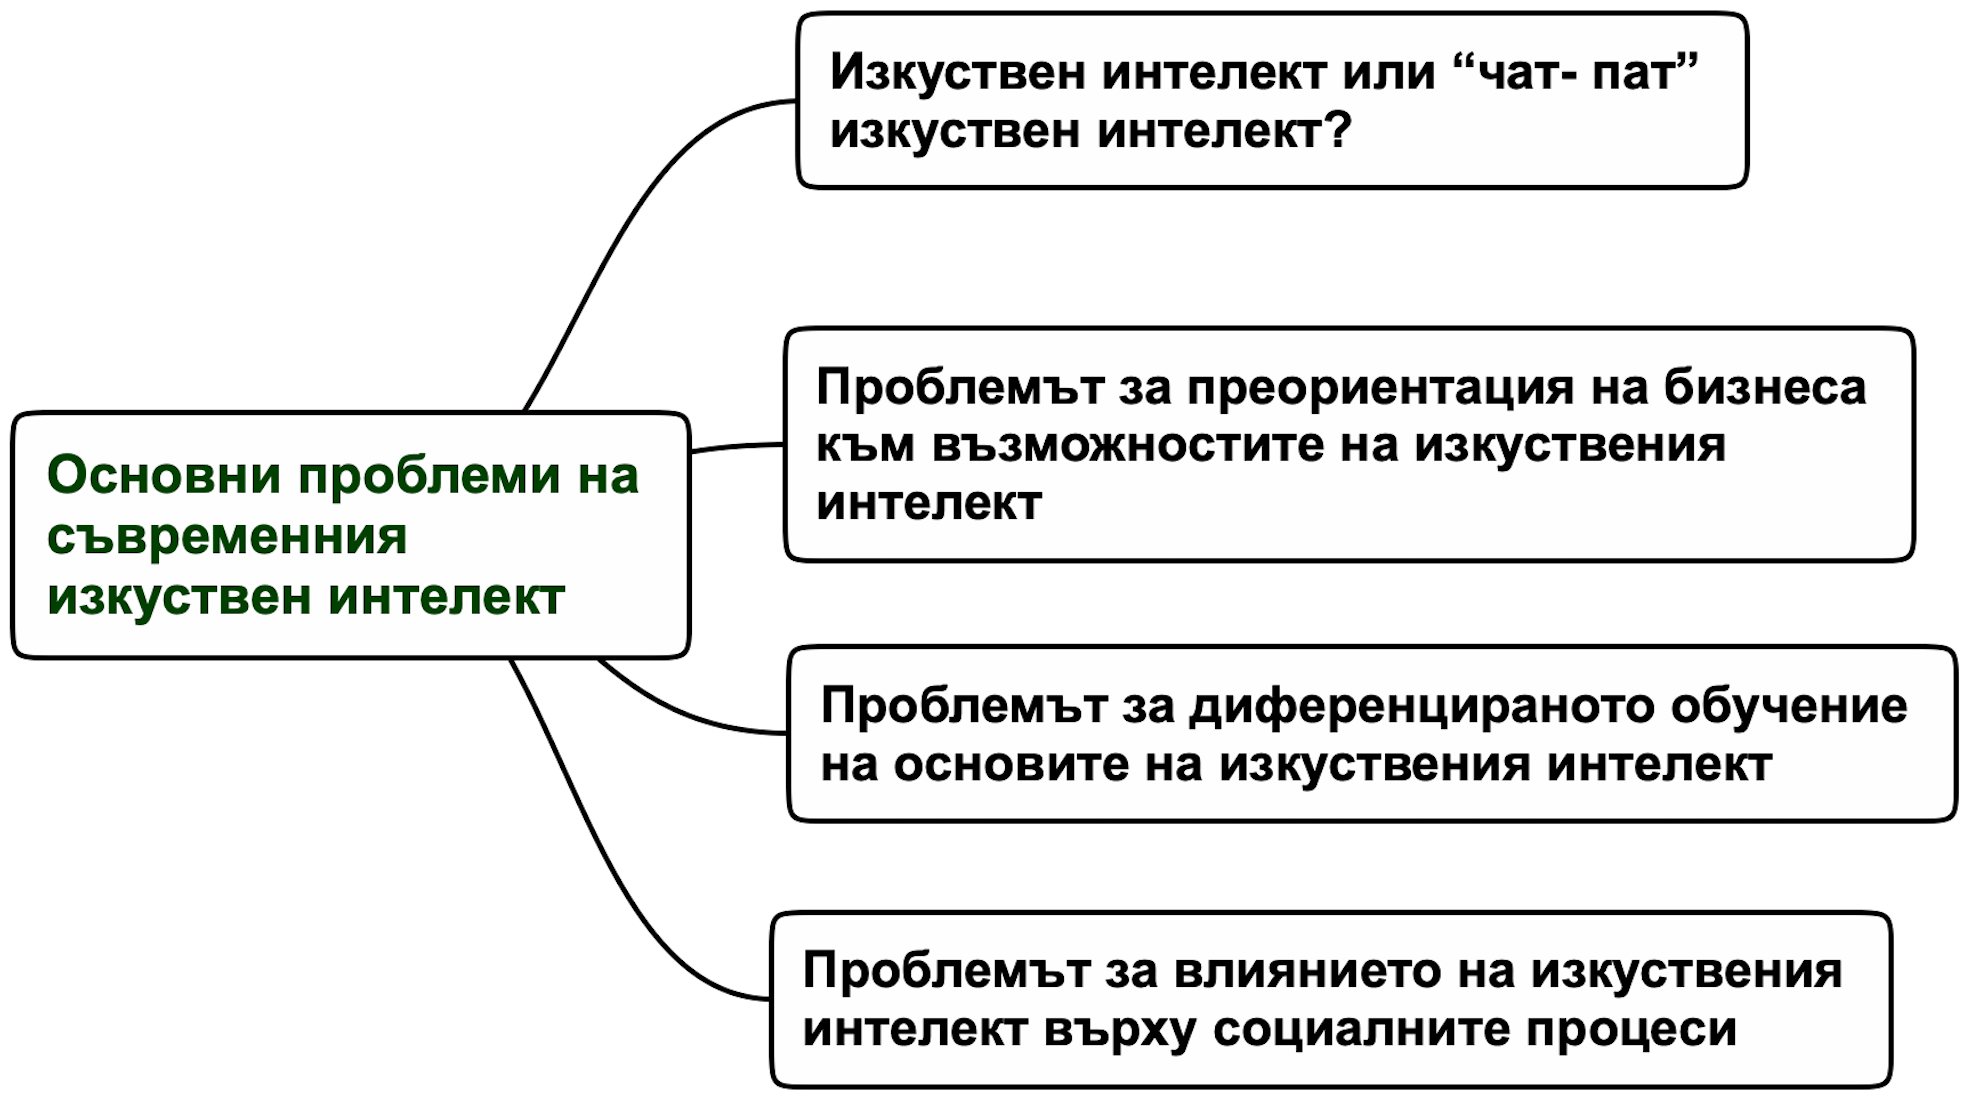 Изкуствен интелект или “чат- пат”
изкуствен интелект?
Проблемът за преориентация на бизнеса
към възможностите на изкуствения
интелект
Основни проблеми на
съвременния
изкуствен интелект
Проблемът за диференцираното обучение
на основите на изкуствения интелект
Проблемът за влиянието на изкуствения
интелект върху социалните процеси